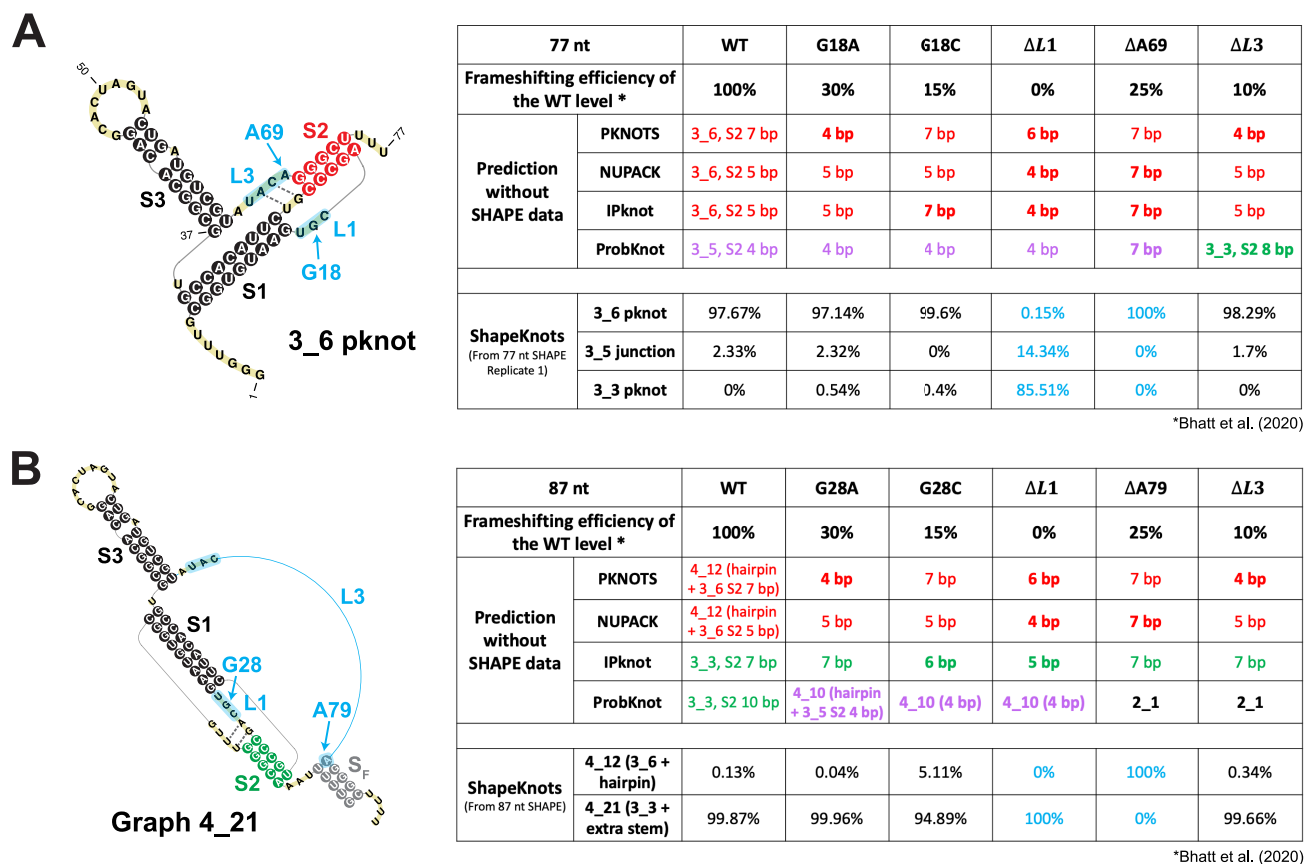 A
50
A69
S2
77
L3
S3
37
L1
G18
S1
3_6 pknot
1
77 nt WT G18A G18C ΔL1 ΔA69 ΔL3
Frameshifting efficiency of the WT level * 100% 30% 15% 0% 25% 10%
Prediction without SHAPE data
PKNOTS 3_6, S2 7 bp 4 bp 7 bp 6 bp 7 bp 4 bp
NUPACK 3_6, S2 5 bp 5 bp 5 bp 4 bp 7 bp 5 bp
IPknot 3_6, S2 5 bp 5 bp 7 bp 4 bp 7 bp 5 bp
ProbKnot 3_5, S2 4 bp 4 bp 4 bp 4 bp 7 bp 3_3, S2 8 bp
ShapeKnots
(From 77 nt SHAPE
Replicate 1)
3_6 pknot 97.67% 97.14% 99.6% 0.15% 100% 98.29%
3_5 junction 2.33% 2.32% 0% 14.34% 0% 1.7%
3_3 pknot 0% 0.54% 0.4% 85.51% 0% 0%
*Bhatt et al. (2020)
B
S3
L3
S1
G28
L1
A79
S2
SF
Graph 4_21
87 nt WT G28A G28C ΔL1 ΔA79 ΔL3
Frameshifting efficiency of the WT level * 100% 30% 15% 0% 25% 10%
Prediction without SHAPE data
PKNOTS 4_12 (hairpin + 3_6 S2 7 bp) 4 bp 7 bp 6 bp 7 bp 4 bp
NUPACK 4_12 (hairpin + 3_6 S2 5 bp) 5 bp 5 bp 4 bp 7 bp 5 bp
IPknot 3_3, S2 7 bp 7 bp 6 bp 5 bp 7 bp 7 bp
ProbKnot 3_3, S2 10 bp 4_10 (hairpin + 3_5 S2 4 bp) 4_10 (4 bp) 4_10 (4 bp) 2_1 2_1
ShapeKnots
(From 87 nt SHAPE)
4_12 (3_6 + hairpin) 0.13% 0.04% 5.11% 0% 100% 0.34%
4_21 (3_3 + extra stem) 99.87% 99.96% 94.89% 100% 0% 99.66%
*Bhatt et al. (2020)